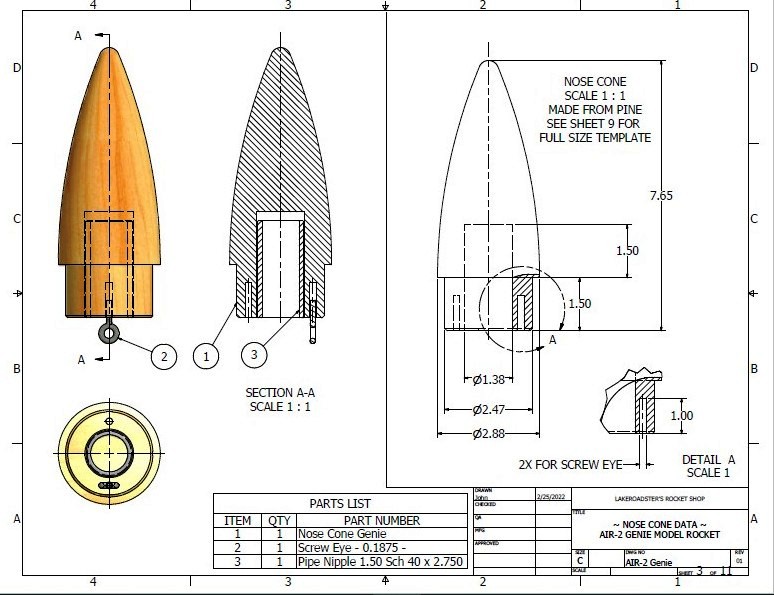 4
3
2
1
D
C
B
A
D
C
B
A
A
A
NOSE CONE
SCALE 1 : 1
MADE FROM PINE
SEE SHEET 9 FOR
FULL SIZE TEMPLATE
7.65
1.50
1.50
A
Ø1.38
Ø2.47
Ø2.88
2
1
3
SECTION A-A
SCALE 1 : 1
1.00
2X FOR SCREW EYE
DETAIL A
SCALE 1
PARTS LIST
ITEM QTY PART NUMBER
1 1 Nose Cone Genie
2 1 Screw Eye - 0.1875 -
3 1 Pipe Nipple 1.50 Sch 40 x 2.750
DRAWN
John 2/25/2022
CHECKED
QA
MFG
APPROVED
LAKEROADSTER'S ROCKET SHOP
TITLE
~ NOSE CONE DATA ~
AIR-2 GENIE MODEL ROCKET
SIZE
C
DWG NO
AIR-2 Genie
REV
01
SCALE
SHEET 3 OF 11
4
3
2
1